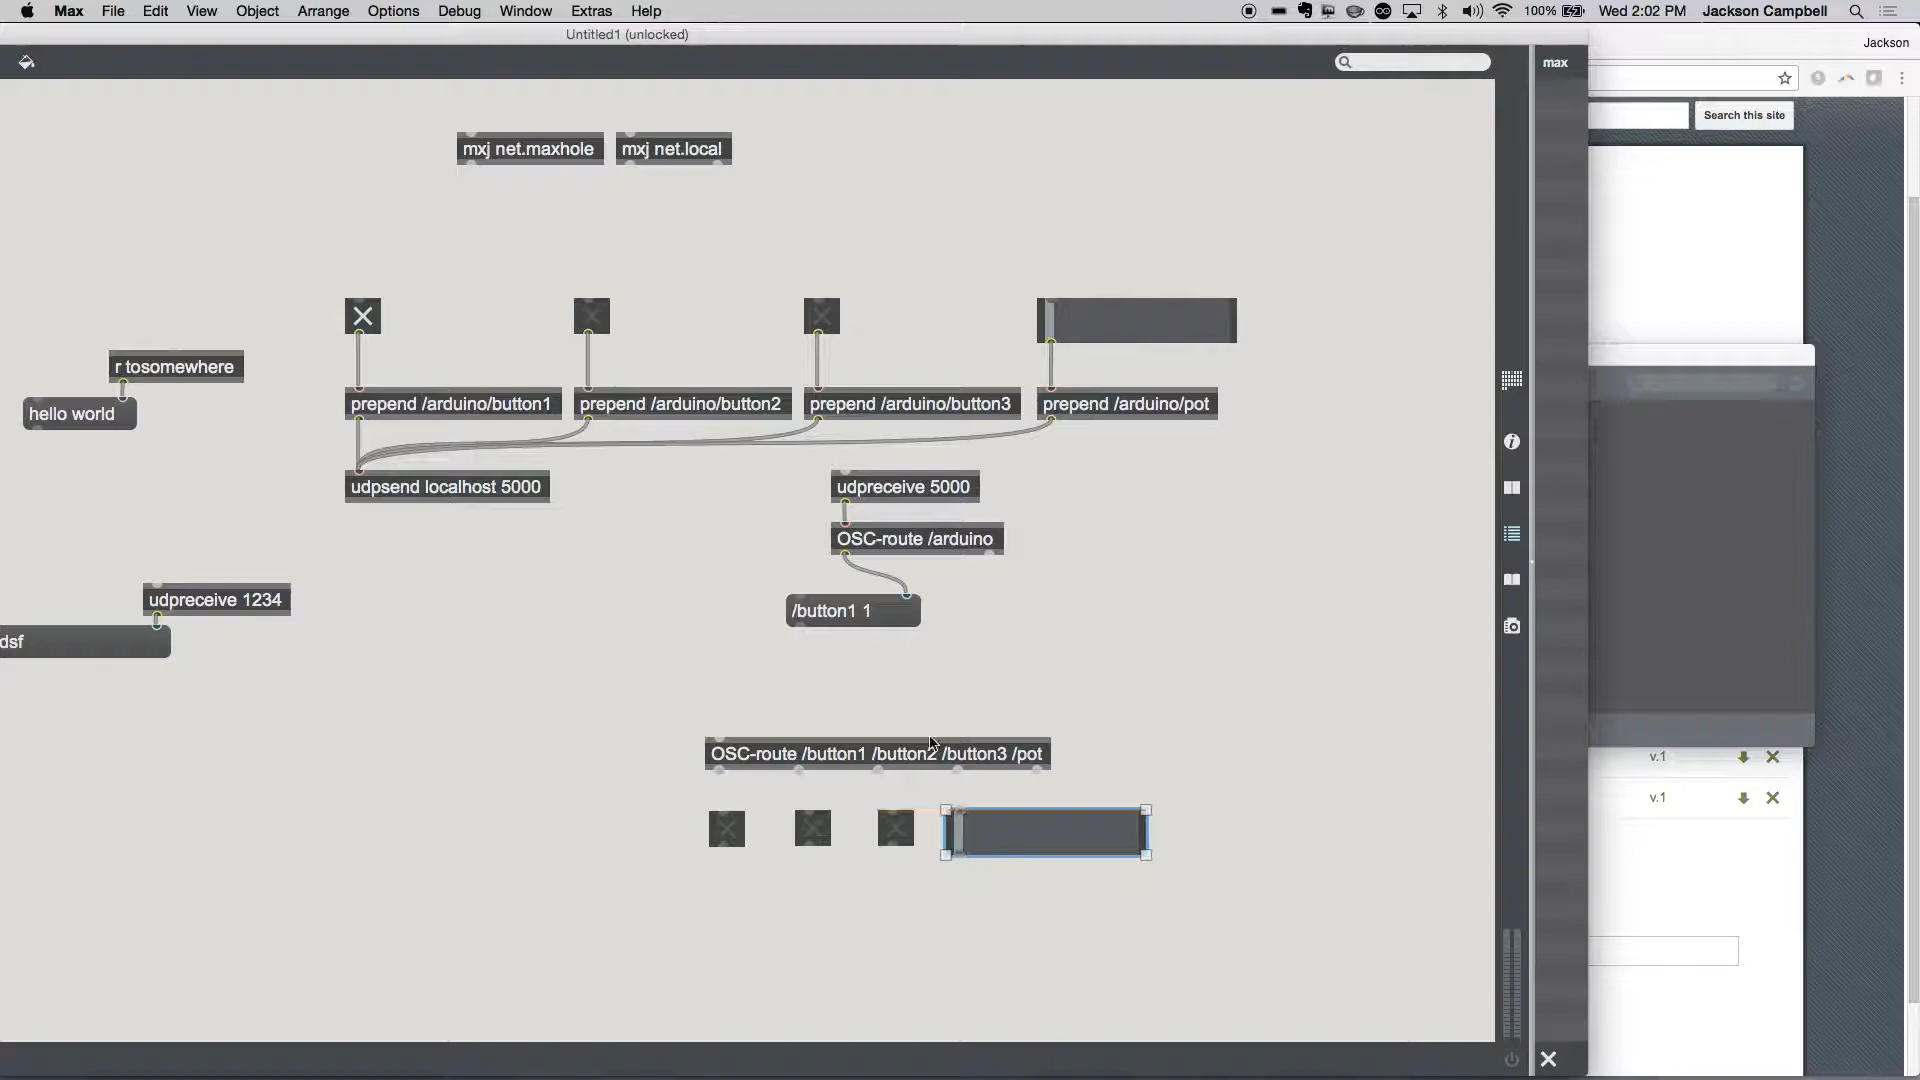 Max File Edit View Object Arrange Options Debug Window Extras Help
100% Wed 2:02 PM Jackson Campbell
Untitled1 (unlocked)
Jackson
max
Search this site
mxj net.maxhole
mxj net.local
r tosomewhere
hello world
prepend /arduino/button1
prepend /arduino/button2
prepend /arduino/button3
prepend /arduino/pot
udpsend localhost 5000
udpreceive 5000
OSC-route /arduino
/button1 1
udpreceive 1234
dsf
OSC-route /button1 /button2 /button3 /pot
v.1
v.1